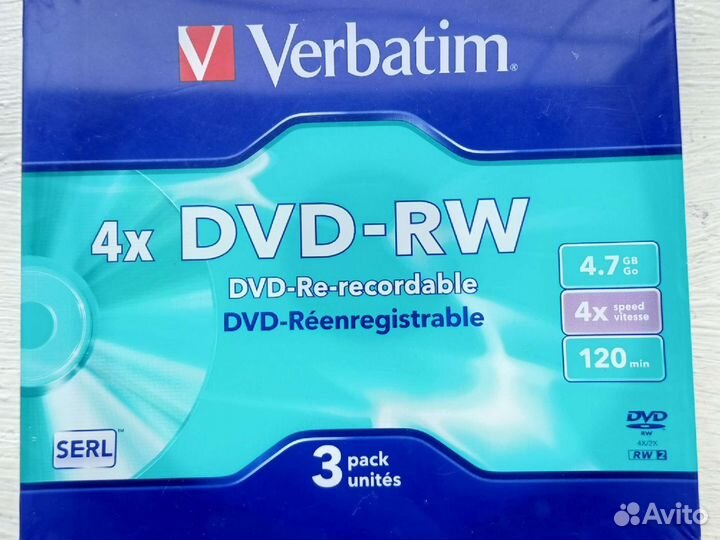 Verbatim®
4x DVD-RW
DVD-Re-recordable
DVD-Réenregistrable
4.7 GB Go
4x speed vitesse
120 min
SERL™
DVD
RW
4X/2X
RW 2
3 pack unités
Avito